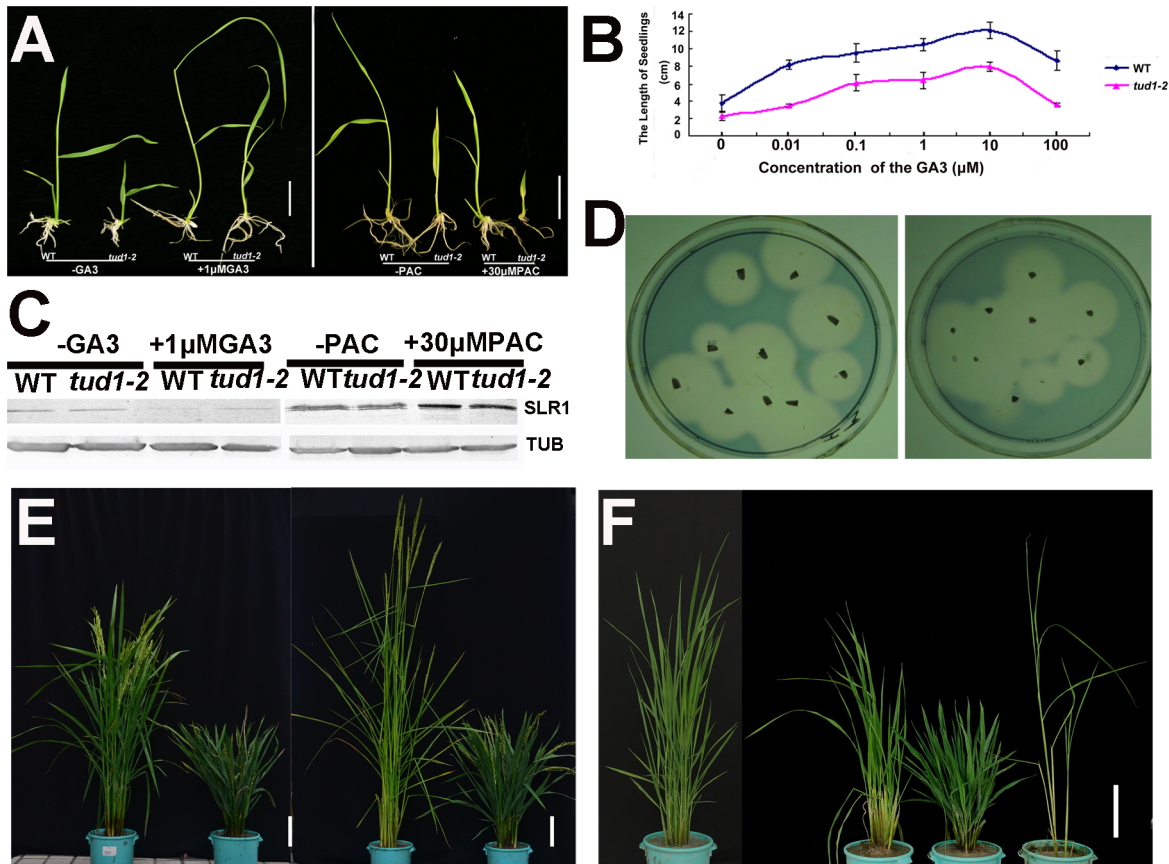 A
WT tud1-2 WT tud1-2 WT tud1-2 WT tud1-2
-GA3 +1μMGA3 -PAC +30μMPAC
B
The Length of Seedlings
(cm)
14
12
10
8
6
4
2
0
0 0.01 0.1 1 10 100
Concentration of the GA3 (μM)
WT
tud1-2
C
-GA3 +1μMGA3 -PAC +30μMPAC
WT tud1-2 WT tud1-2 WT tud1-2 WT tud1-2
SLR1
TUB
D
E
F